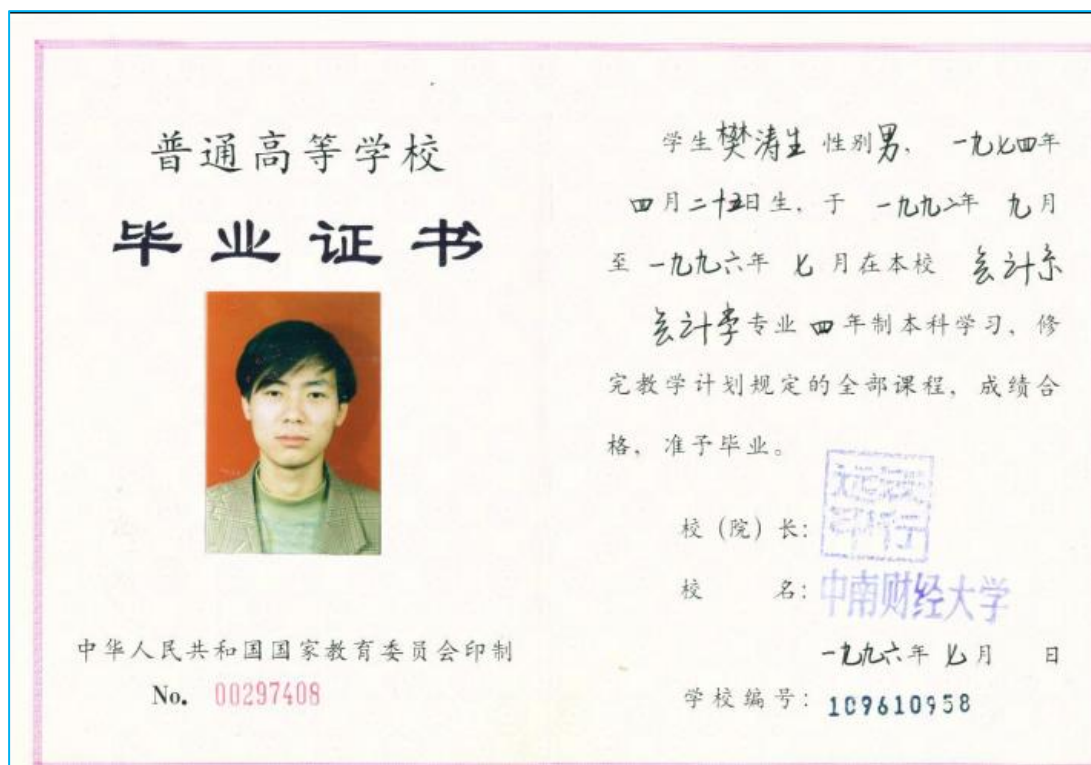 普通高等学校
毕业证书
中华人民共和国国家教育委员会印制
No. 00297408
学生樊涛生 性别男, 一九七四年
四月二十五日生, 于 一九九二年 九月
至 一九九六年 七月在本校 会计系
会计学专业 四年制本科学习, 修
完教学计划规定的全部课程, 成绩合
格, 准予毕业。
校(院)长:
校 名: 中南财经大学
一九九六年 七月 日
学校编号: 109610958